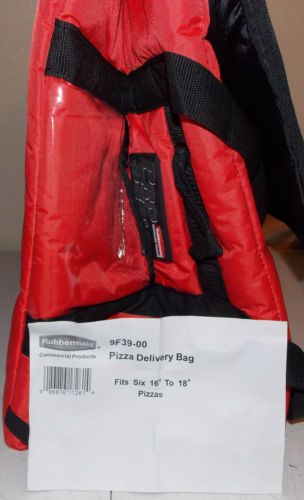 Rubbermaid
Commercial Products
9F39-00
Pizza Delivery Bag
Fits Six 16" To 18"
Pizzas